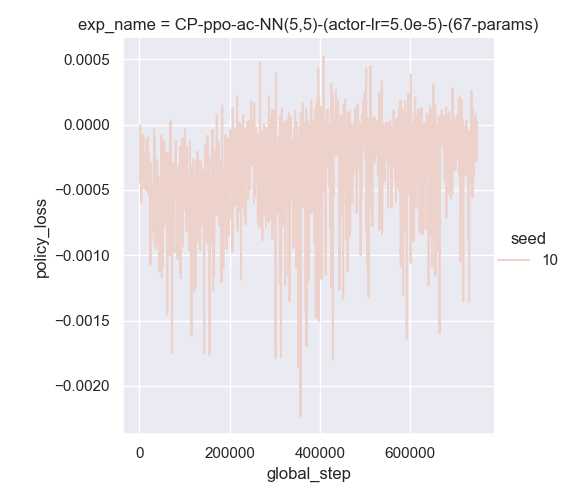 exp_name = CP-ppo-ac-NN(5,5)-(actor-lr=5.0e-5)-(67-params)
0.0005
0.0000
−0.0005
−0.0010
−0.0015
−0.0020
policy_loss
0
200000
400000
600000
global_step
seed
10